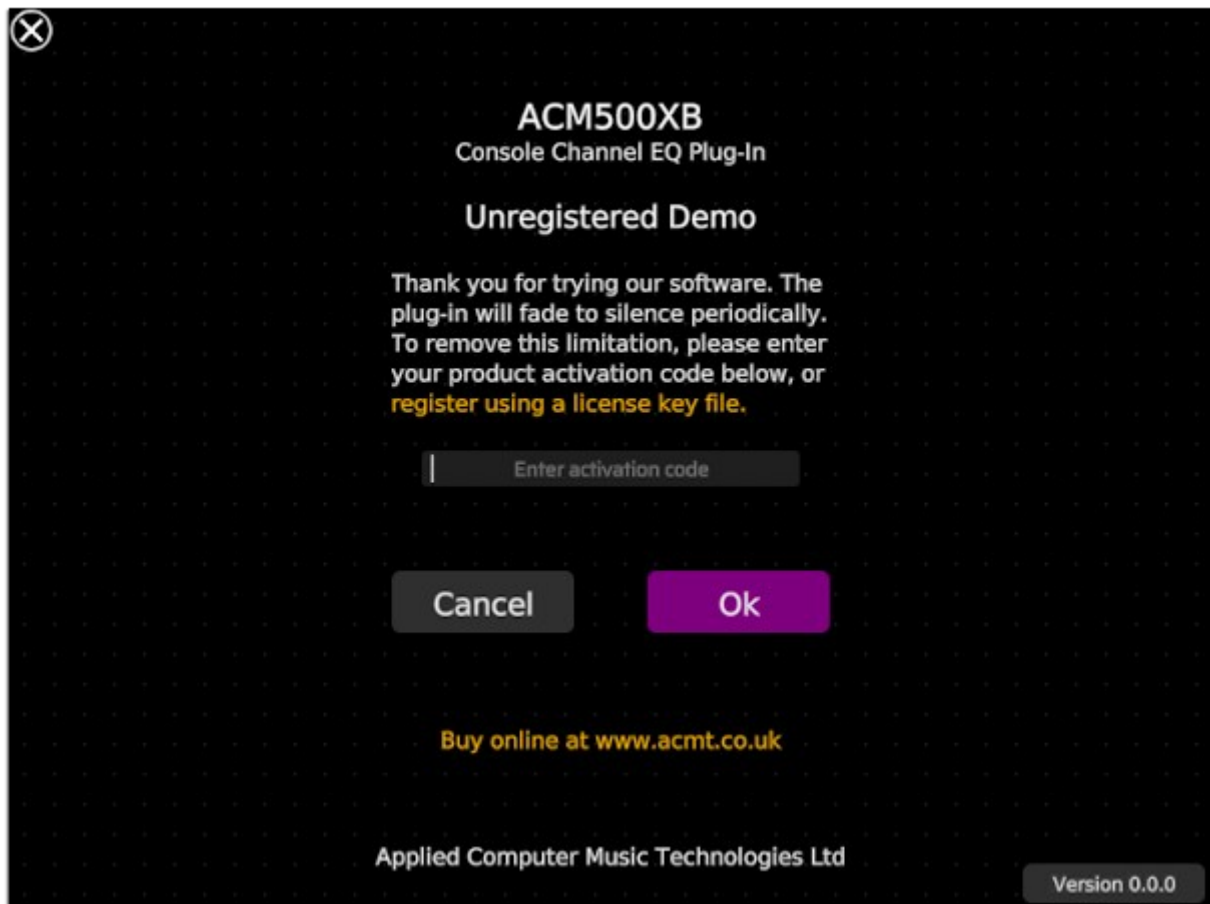 ACM500XB
Console Channel EQ Plug-In
Unregistered Demo
Thank you for trying our software. The
plug-in will fade to silence periodically.
To remove this limitation, please enter
your product activation code below, or
register using a license key file.
Enter activation code
Cancel
Ok
Buy online at www.acmt.co.uk
Applied Computer Music Technologies Ltd
Version 0.0.0